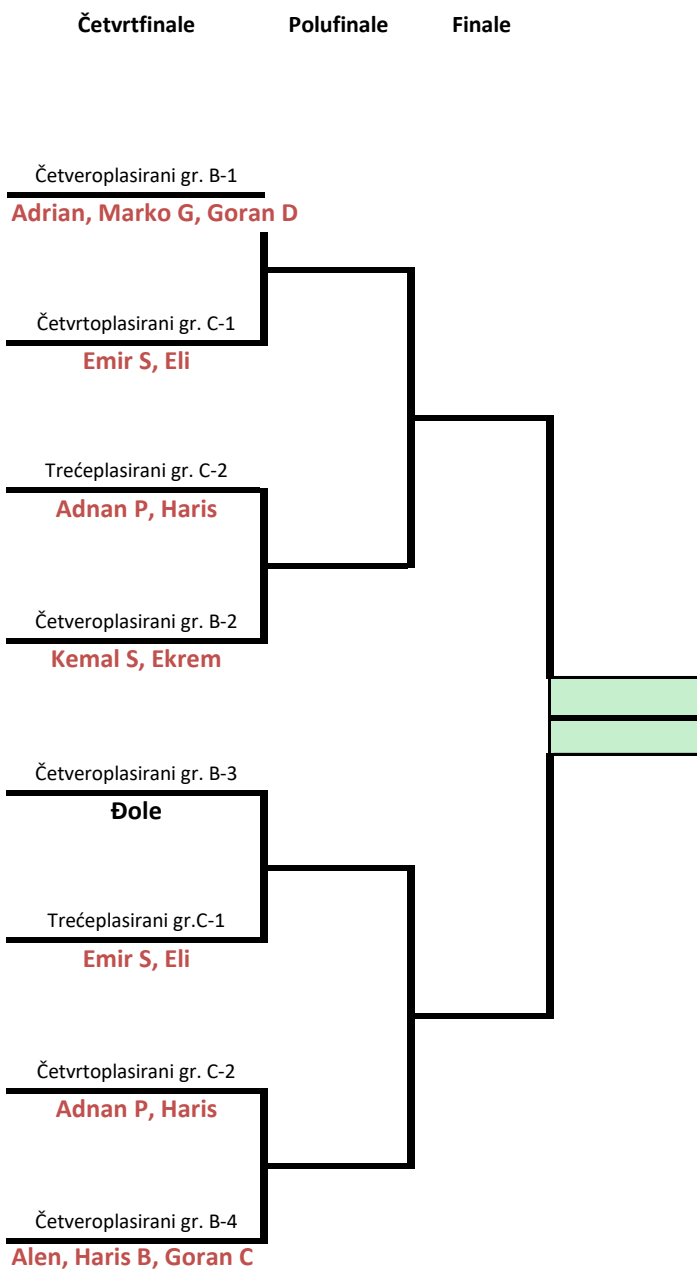 Četvrtfinale Polufinale Finale
Četveroplasirani gr. B-1
Adrian, Marko G, Goran D
Četvrtoplasirani gr. C-1
Emir S, Eli
Trećeplasirani gr. C-2
Adnan P, Haris
Četveroplasirani gr. B-2
Kemal S, Ekrem
Četveroplasirani gr. B-3
Đole
Trećeplasirani gr.C-1
Emir S, Eli
Četvrtoplasirani gr. C-2
Adnan P, Haris
Četveroplasirani gr. B-4
Alen, Haris B, Goran C